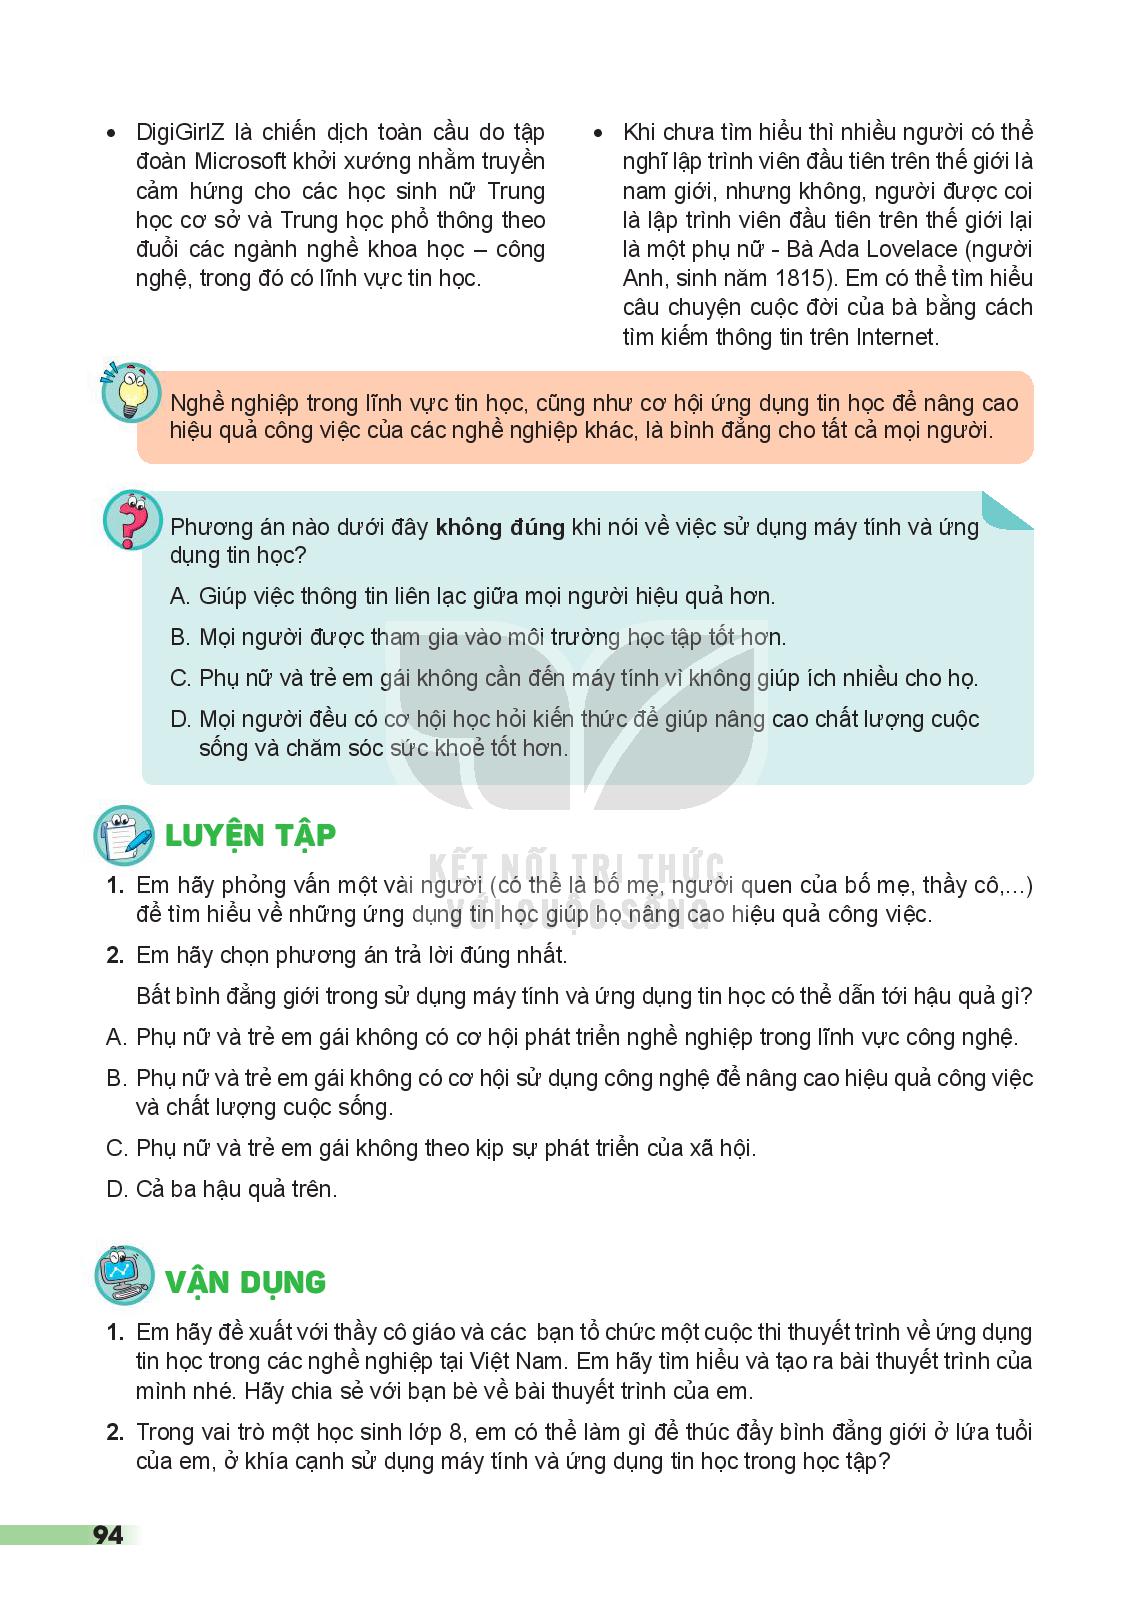 • DigiGirlZ là chiến dịch toàn cầu do tập
đoàn Microsoft khởi xướng nhằm truyền
cảm hứng cho các học sinh nữ Trung
học cơ sở và Trung học phổ thông theo
đuổi các ngành nghề khoa học – công
nghệ, trong đó có lĩnh vực tin học.
• Khi chưa tìm hiểu thì nhiều người có thể
nghĩ lập trình viên đầu tiên trên thế giới là
nam giới, nhưng không, người được coi
là lập trình viên đầu tiên trên thế giới lại
là một phụ nữ - Bà Ada Lovelace (người
Anh, sinh năm 1815). Em có thể tìm hiểu
câu chuyện cuộc đời của bà bằng cách
tìm kiếm thông tin trên Internet.
Nghề nghiệp trong lĩnh vực tin học, cũng như cơ hội ứng dụng tin học để nâng cao
hiệu quả công việc của các nghề nghiệp khác, là bình đẳng cho tất cả mọi người.
Phương án nào dưới đây không đúng khi nói về việc sử dụng máy tính và ứng
dụng tin học?
A. Giúp việc thông tin liên lạc giữa mọi người hiệu quả hơn.
B. Mọi người được tham gia vào môi trường học tập tốt hơn.
C. Phụ nữ và trẻ em gái không cần đến máy tính vì không giúp ích nhiều cho họ.
D. Mọi người đều có cơ hội học hỏi kiến thức để giúp nâng cao chất lượng cuộc
sống và chăm sóc sức khoẻ tốt hơn.
LUYỆN TẬP
KẾT NỐI TRI THỨC
VỚI CUỘC SỐNG
1. Em hãy phỏng vấn một vài người (có thể là bố mẹ, người quen của bố mẹ, thầy cô,...)
để tìm hiểu về những ứng dụng tin học giúp họ nâng cao hiệu quả công việc.
2. Em hãy chọn phương án trả lời đúng nhất.
Bất bình đẳng giới trong sử dụng máy tính và ứng dụng tin học có thể dẫn tới hậu quả gì?
A. Phụ nữ và trẻ em gái không có cơ hội phát triển nghề nghiệp trong lĩnh vực công nghệ.
B. Phụ nữ và trẻ em gái không có cơ hội sử dụng công nghệ để nâng cao hiệu quả công việc
và chất lượng cuộc sống.
C. Phụ nữ và trẻ em gái không theo kịp sự phát triển của xã hội.
D. Cả ba hậu quả trên.
VẬN DỤNG
1. Em hãy đề xuất với thầy cô giáo và các bạn tổ chức một cuộc thi thuyết trình về ứng dụng
tin học trong các nghề nghiệp tại Việt Nam. Em hãy tìm hiểu và tạo ra bài thuyết trình của
mình nhé. Hãy chia sẻ với bạn bè về bài thuyết trình của em.
2. Trong vai trò một học sinh lớp 8, em có thể làm gì để thúc đẩy bình đẳng giới ở lứa tuổi
của em, ở khía cạnh sử dụng máy tính và ứng dụng tin học trong học tập?
94